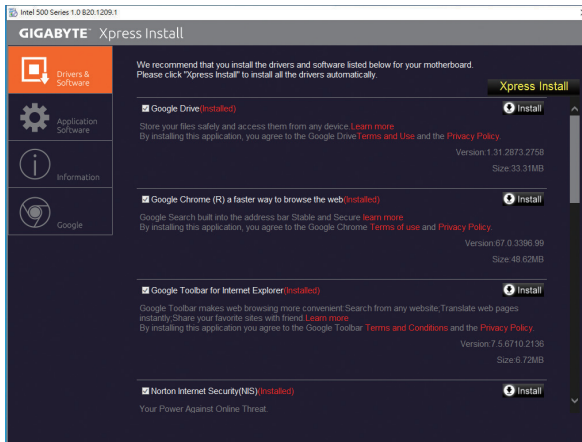 Intel 500 Series 1.0 B20.1209.1
GIGABYTE™ Xpress Install
Drivers &
Software
Application
Software
Information
Google
We recommend that you install the drivers and software listed below for your motherboard.
Please click "Xpress Install" to install all the drivers automatically.
Xpress Install
Google Drive(Installed)
Install
Store your files safely and access them from any device.Learn more
By installing this application, you agree to the Google DriveTerms and Use and the Privacy Policy.
Version:1.31.2873.2758
Size:33.31MB
Google Chrome (R) a faster way to browse the web(Installed)
Install
Google Search built into the address bar Stable and Secure learn more
By installing this application, you agree to the Google Chrome Terms of use and Privacy Policy.
Version:67.0.3396.99
Size:48.62MB
Google Toolbar for Internet Explorer(Installed)
Install
Google Toolbar makes web browsing more convenient:Search from any website;Translate web pages
instantly;Share your favorite sites with friend.Learn more
By installing this application you agree to the Google Toolbar Terms and Conditions and the Privacy Policy.
Version:7.5.6710.2136
Size:6.72MB
Norton Internet Security(NIS)(Installed)
Install
Your Power Against Online Threat.